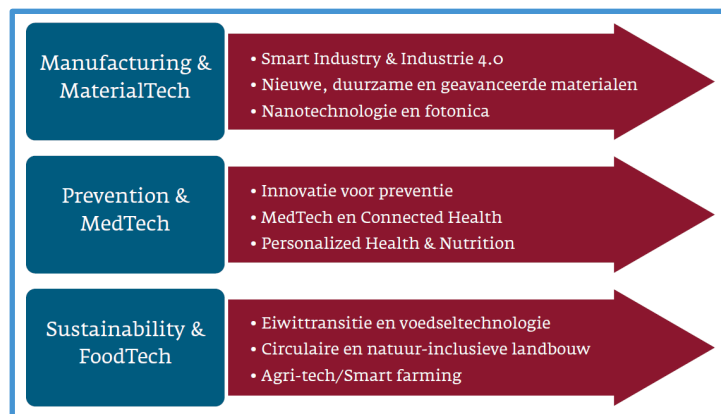 Manufacturing &
MaterialTech
• Smart Industry & Industrie 4.0
• Nieuwe, duurzame en geavanceerde materialen
• Nanotechnologie en fotonica
Prevention &
MedTech
• Innovatie voor preventie
• MedTech en Connected Health
• Personalized Health & Nutrition
Sustainability &
FoodTech
• Eiwittransitie en voedseltechnologie
• Circulaire en natuur-inclusieve landbouw
• Agri-tech/Smart farming